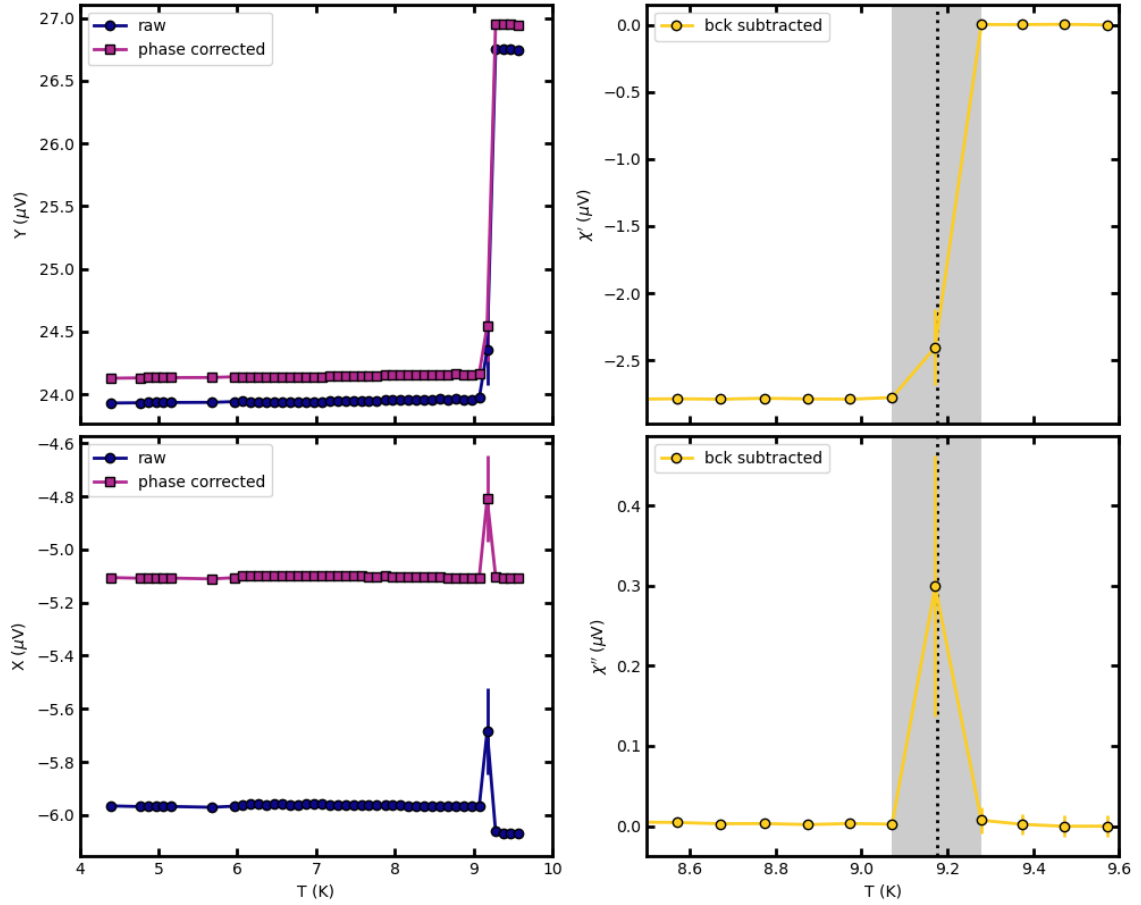 raw
phase corrected
Y (μV)
27.0
26.5
26.0
25.5
25.0
24.5
24.0
bck subtracted
χ′ (μV)
0.0
−0.5
−1.0
−1.5
−2.0
−2.5
raw
phase corrected
X (μV)
−4.6
−4.8
−5.0
−5.2
−5.4
−5.6
−5.8
−6.0
4 5 6 7 8 9 10
T (K)
bck subtracted
χ″ (μV)
0.4
0.3
0.2
0.1
0.0
8.6 8.8 9.0 9.2 9.4 9.6
T (K)